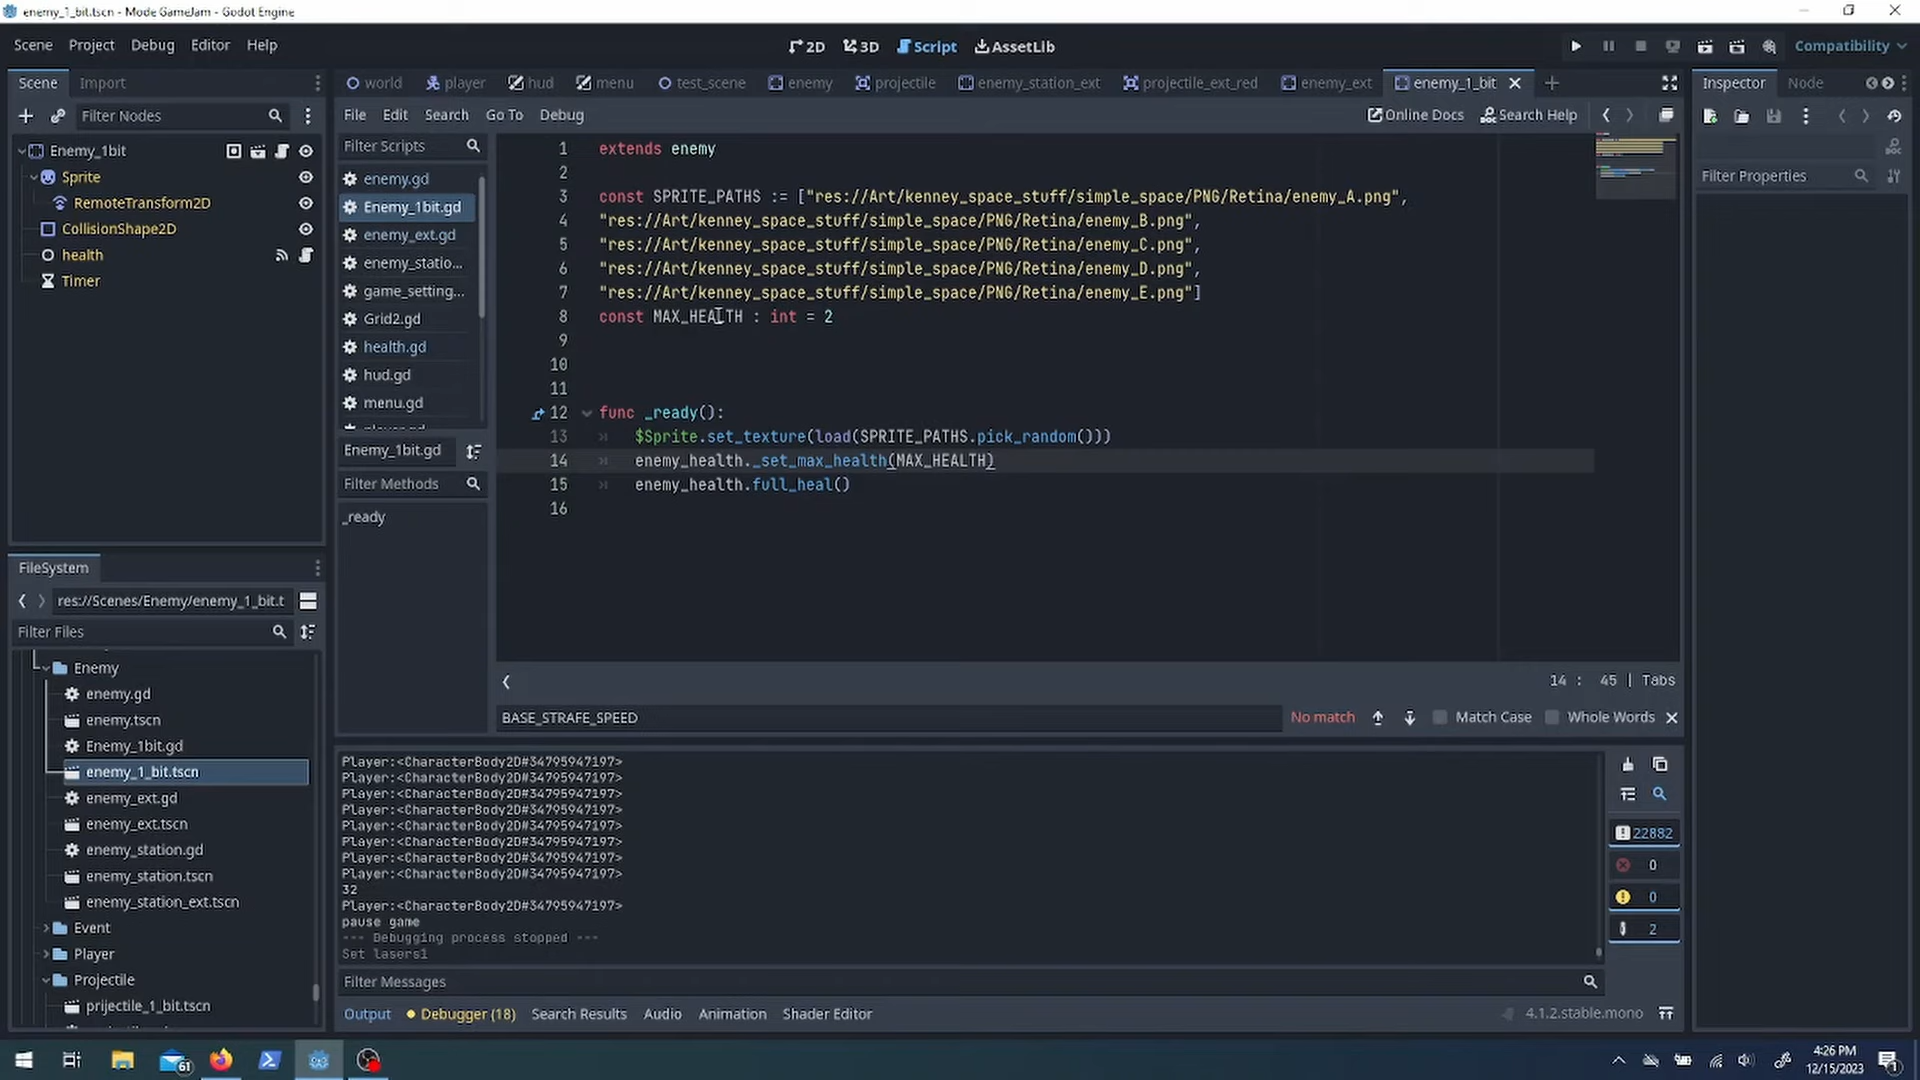 enemy_1_bit.tscn - Mode GameJam - Godot Engine
Scene Project Debug Editor Help
2D 3D Script AssetLib
Compatibility
Scene Import
world player hud menu test_scene enemy projectile enemy_station_ext projectile_ext_red enemy_ext enemy_1_bit
Inspector Node
Filter Nodes
File Edit Search Go To Debug
Online Docs Search Help
Enemy_1bit
Sprite
RemoteTransform2D
CollisionShape2D
health
Timer
Filter Scripts
enemy.gd
Enemy_1bit.gd
enemy_ext.gd
enemy_statio...
game_setting...
Grid2.gd
health.gd
hud.gd
menu.gd
Enemy_1bit.gd
Filter Methods
_ready
1 extends enemy
2
3 const SPRITE_PATHS := ["res://Art/kenney_space_stuff/simple_space/PNG/Retina/enemy_A.png",
4 "res://Art/kenney_space_stuff/simple_space/PNG/Retina/enemy_B.png",
5 "res://Art/kenney_space_stuff/simple_space/PNG/Retina/enemy_C.png",
6 "res://Art/kenney_space_stuff/simple_space/PNG/Retina/enemy_D.png",
7 "res://Art/kenney_space_stuff/simple_space/PNG/Retina/enemy_E.png"]
8 const MAX_HEALTH : int = 2
9
10
11
12 func _ready():
13 $Sprite.set_texture(load(SPRITE_PATHS.pick_random()))
14 enemy_health._set_max_health(MAX_HEALTH)
15 enemy_health.full_heal()
16
14 : 45 | Tabs
BASE_STRAFE_SPEED
No match Match Case Whole Words
Filter Properties
FileSystem
res://Scenes/Enemy/enemy_1_bit.t
Filter Files
Enemy
enemy.gd
enemy.tscn
Enemy_1bit.gd
enemy_1_bit.tscn
enemy_ext.gd
enemy_ext.tscn
enemy_station.gd
enemy_station.tscn
enemy_station_ext.tscn
Event
Player
Projectile
prijectile_1_bit.tscn
Player:<CharacterBody2D#34795947197>
Player:<CharacterBody2D#34795947197>
Player:<CharacterBody2D#34795947197>
Player:<CharacterBody2D#34795947197>
Player:<CharacterBody2D#34795947197>
Player:<CharacterBody2D#34795947197>
Player:<CharacterBody2D#34795947197>
Player:<CharacterBody2D#34795947197>
32
Player:<CharacterBody2D#34795947197>
pause game
--- Debugging process stopped ---
Set lasers1
22882
0
0
2
Filter Messages
Output Debugger (18) Search Results Audio Animation Shader Editor
4.1.2.stable.mono
61
4:26 PM
12/15/2023
1